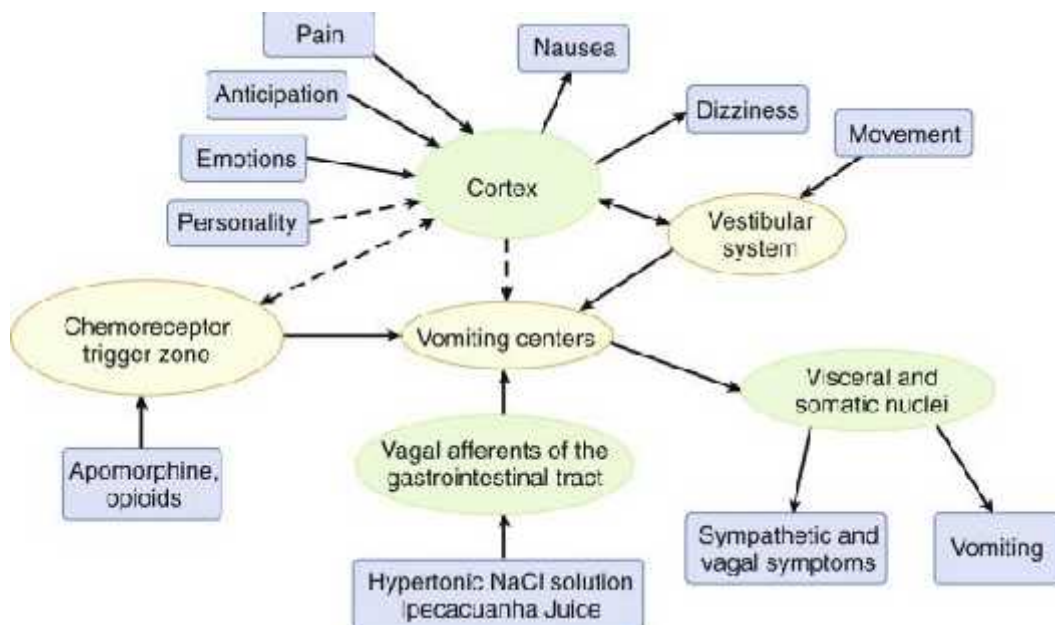 Pain
Nausea
Anticipation
Dizziness
Movement
Emotions
Cortex
Personality
Vestibular
system
Chemoreceptor
trigger zone
Vomiting centers
Visceral and
somatic nuclei
Vagal afferents of the
gastrointestinal tract
Apomorphine,
opioids
Sympathetic and
vagal symptoms
Vomiting
Hypertonic NaCl solution
Ipecacuanha Juice